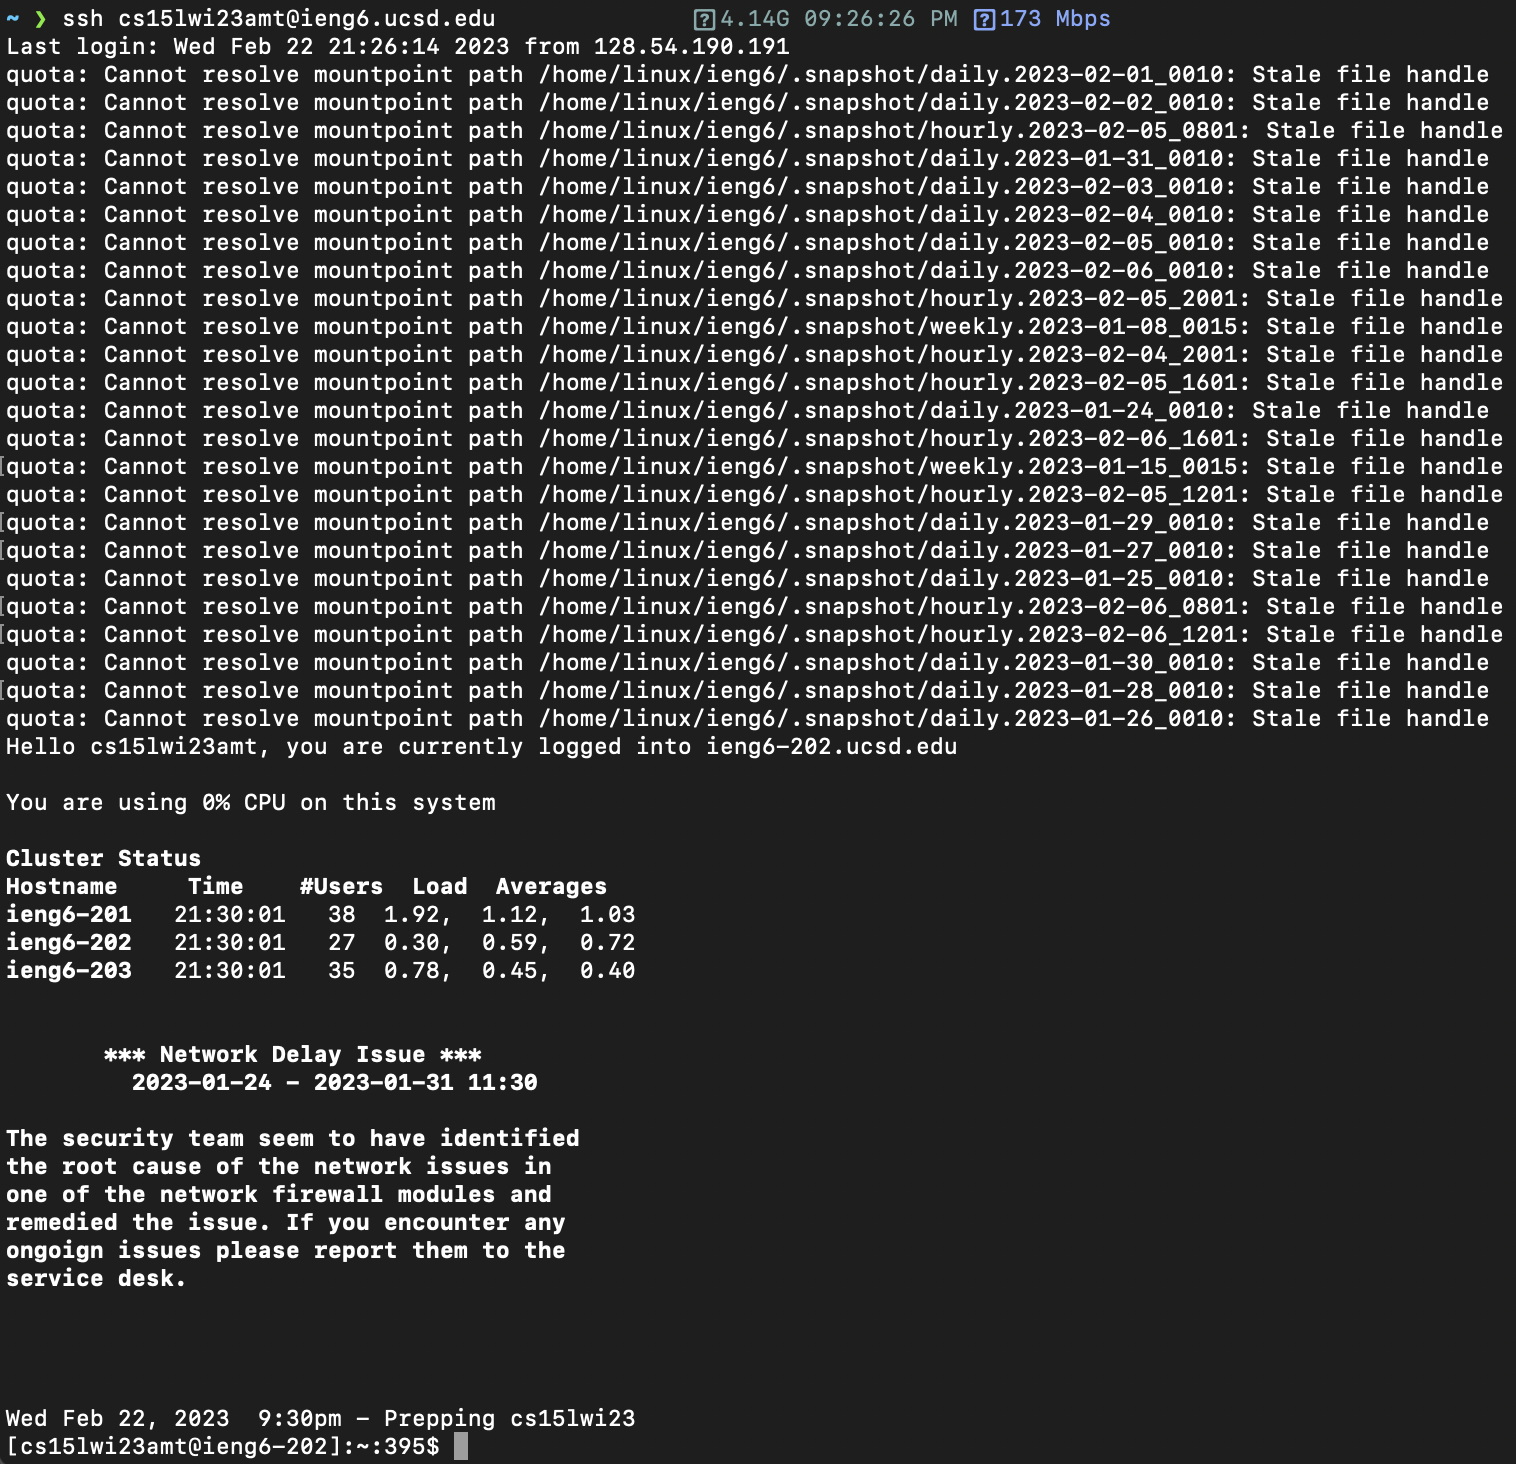 ~ ❯ ssh cs15lwi23amt@ieng6.ucsd.edu 4.14G 09:26:26 PM 173 Mbps
Last login: Wed Feb 22 21:26:14 2023 from 128.54.190.191
quota: Cannot resolve mountpoint path /home/linux/ieng6/.snapshot/daily.2023-02-01_0010: Stale file handle
quota: Cannot resolve mountpoint path /home/linux/ieng6/.snapshot/daily.2023-02-02_0010: Stale file handle
quota: Cannot resolve mountpoint path /home/linux/ieng6/.snapshot/hourly.2023-02-05_0801: Stale file handle
quota: Cannot resolve mountpoint path /home/linux/ieng6/.snapshot/daily.2023-01-31_0010: Stale file handle
quota: Cannot resolve mountpoint path /home/linux/ieng6/.snapshot/daily.2023-02-03_0010: Stale file handle
quota: Cannot resolve mountpoint path /home/linux/ieng6/.snapshot/daily.2023-02-04_0010: Stale file handle
quota: Cannot resolve mountpoint path /home/linux/ieng6/.snapshot/daily.2023-02-05_0010: Stale file handle
quota: Cannot resolve mountpoint path /home/linux/ieng6/.snapshot/daily.2023-02-06_0010: Stale file handle
quota: Cannot resolve mountpoint path /home/linux/ieng6/.snapshot/hourly.2023-02-05_2001: Stale file handle
quota: Cannot resolve mountpoint path /home/linux/ieng6/.snapshot/weekly.2023-01-08_0015: Stale file handle
quota: Cannot resolve mountpoint path /home/linux/ieng6/.snapshot/hourly.2023-02-04_2001: Stale file handle
quota: Cannot resolve mountpoint path /home/linux/ieng6/.snapshot/hourly.2023-02-05_1601: Stale file handle
quota: Cannot resolve mountpoint path /home/linux/ieng6/.snapshot/daily.2023-01-24_0010: Stale file handle
quota: Cannot resolve mountpoint path /home/linux/ieng6/.snapshot/hourly.2023-02-06_1601: Stale file handle
quota: Cannot resolve mountpoint path /home/linux/ieng6/.snapshot/weekly.2023-01-15_0015: Stale file handle
quota: Cannot resolve mountpoint path /home/linux/ieng6/.snapshot/hourly.2023-02-05_1201: Stale file handle
quota: Cannot resolve mountpoint path /home/linux/ieng6/.snapshot/daily.2023-01-29_0010: Stale file handle
quota: Cannot resolve mountpoint path /home/linux/ieng6/.snapshot/daily.2023-01-27_0010: Stale file handle
quota: Cannot resolve mountpoint path /home/linux/ieng6/.snapshot/daily.2023-01-25_0010: Stale file handle
quota: Cannot resolve mountpoint path /home/linux/ieng6/.snapshot/hourly.2023-02-06_0801: Stale file handle
quota: Cannot resolve mountpoint path /home/linux/ieng6/.snapshot/hourly.2023-02-06_1201: Stale file handle
quota: Cannot resolve mountpoint path /home/linux/ieng6/.snapshot/daily.2023-01-30_0010: Stale file handle
quota: Cannot resolve mountpoint path /home/linux/ieng6/.snapshot/daily.2023-01-28_0010: Stale file handle
quota: Cannot resolve mountpoint path /home/linux/ieng6/.snapshot/daily.2023-01-26_0010: Stale file handle
Hello cs15lwi23amt, you are currently logged into ieng6-202.ucsd.edu
You are using 0% CPU on this system
Cluster Status
Hostname Time #Users Load Averages
ieng6-201 21:30:01 38 1.92, 1.12, 1.03
ieng6-202 21:30:01 27 0.30, 0.59, 0.72
ieng6-203 21:30:01 35 0.78, 0.45, 0.40
*** Network Delay Issue ***
2023-01-24 - 2023-01-31 11:30
The security team seem to have identified
the root cause of the network issues in
one of the network firewall modules and
remedied the issue. If you encounter any
ongoign issues please report them to the
service desk.
Wed Feb 22, 2023 9:30pm - Prepping cs15lwi23
[cs15lwi23amt@ieng6-202]:~:395$